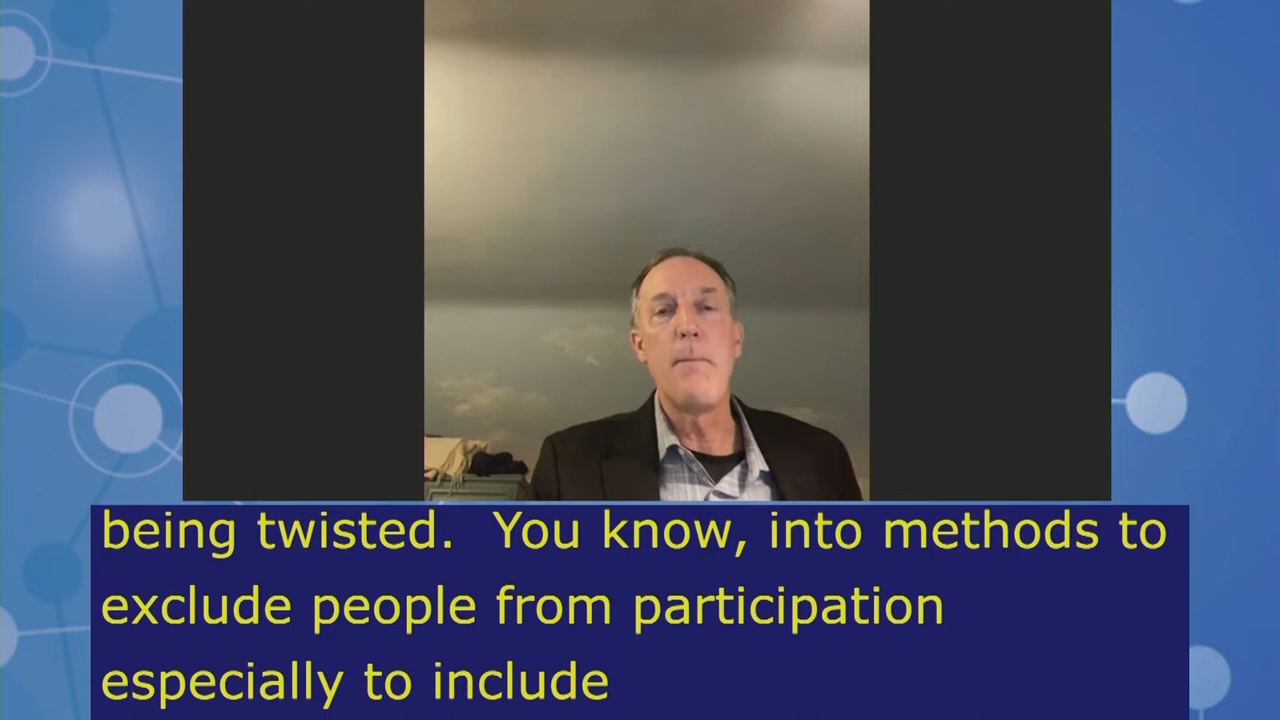 being twisted.  You know, into methods to
exclude people from participation
especially to include